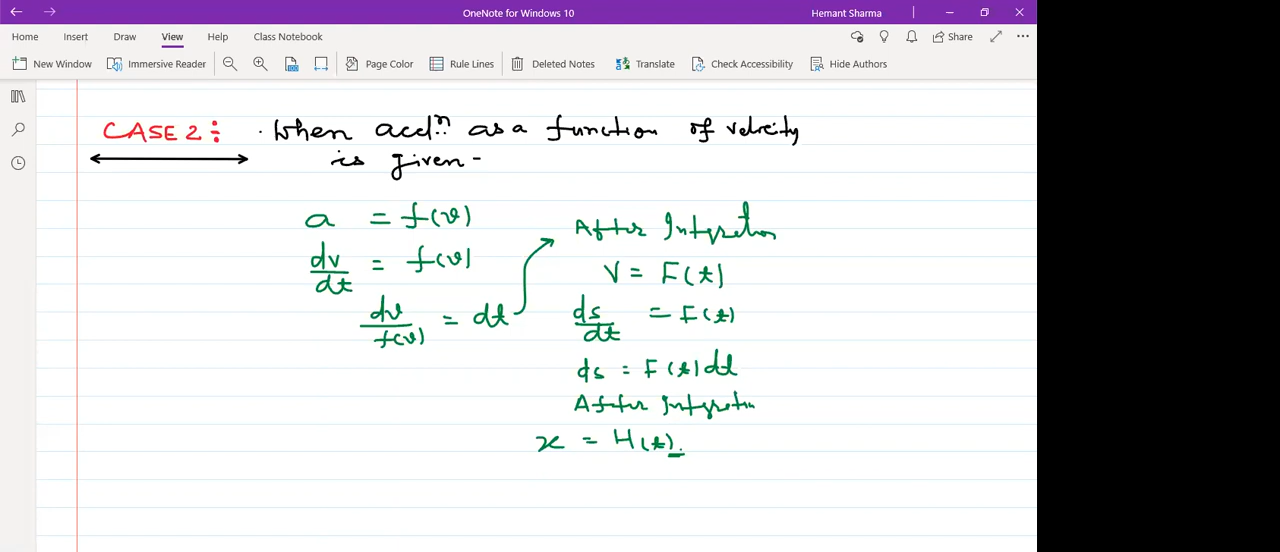 OneNote for Windows 10
Hemant Sharma
Home Insert Draw View Help Class Notebook
Share
New Window Immersive Reader Page Color Rule Lines Deleted Notes Translate Check Accessibility Hide Authors
CASE 2 : . When accl.n as a function of velocity
is given -
a = f(v)
dv/dt = f(v)
dv/f(v) = dt
After Integration
V = F(t)
ds/dt = F(t)
ds = F(t)dt
After Integration
x = H(t).